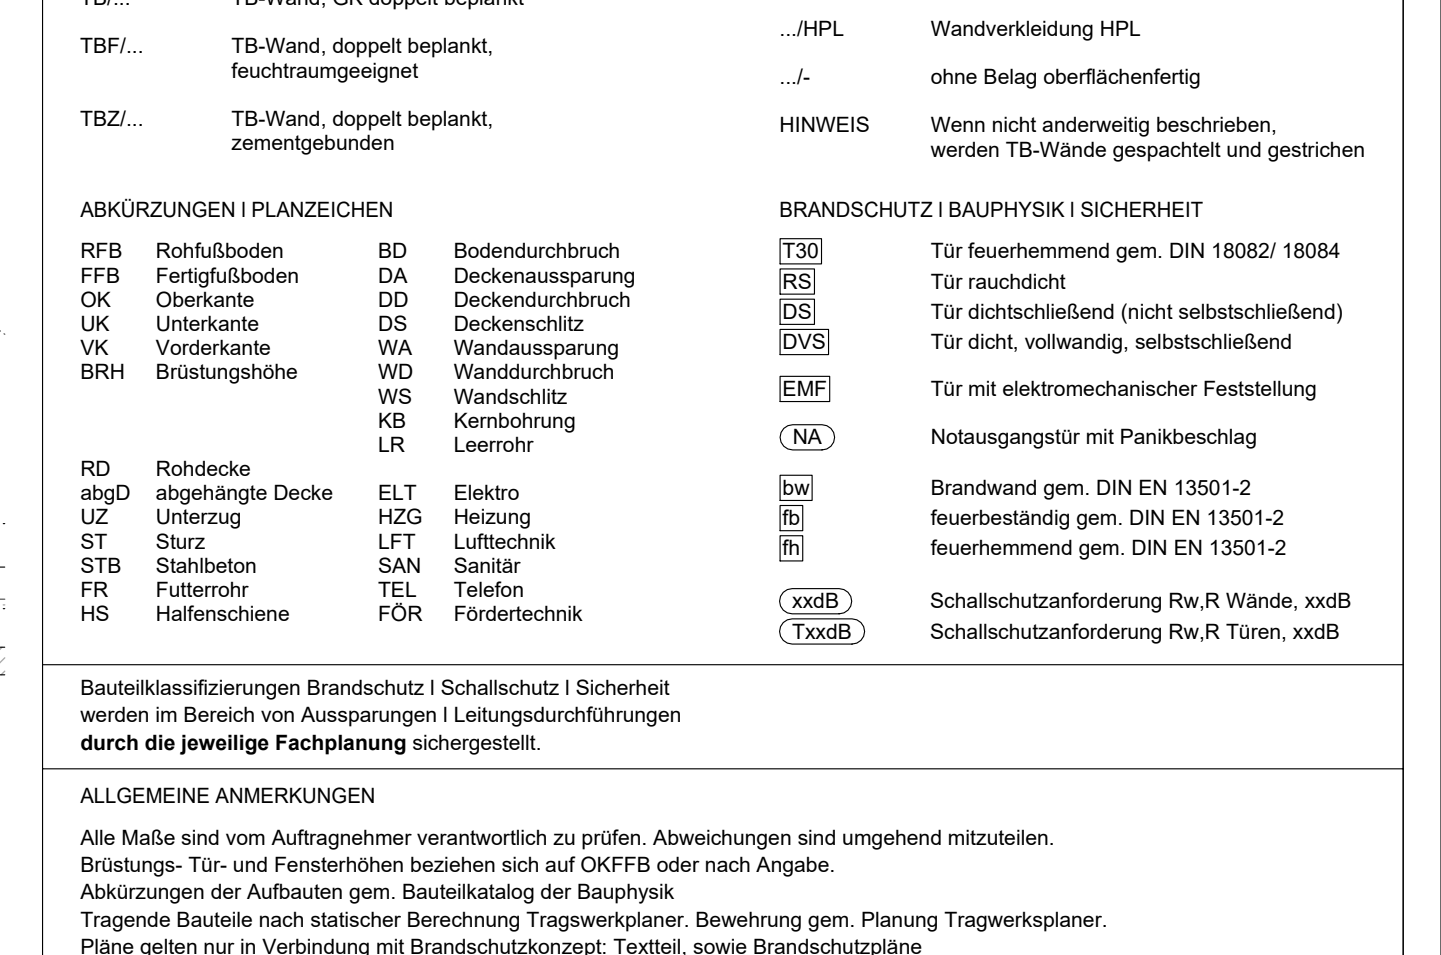 TB/... TB-Wand, GK doppelt beplankt
TBF/... TB-Wand, doppelt beplankt,
feuchtraumgeeignet
TBZ/... TB-Wand, doppelt beplankt,
zementgebunden
.../HPL Wandverkleidung HPL
.../- ohne Belag oberflächenfertig
HINWEIS Wenn nicht anderweitig beschrieben,
werden TB-Wände gespachtelt und gestrichen
ABKÜRZUNGEN I PLANZEICHEN
RFB Rohfußboden
FFB Fertigfußboden
OK Oberkante
UK Unterkante
VK Vorderkante
BRH Brüstungshöhe
BD Bodendurchbruch
DA Deckenaussparung
DD Deckendurchbruch
DS Deckenschlitz
WA Wandaussparung
WD Wanddurchbruch
WS Wandschlitz
KB Kernbohrung
LR Leerrohr
RD Rohdecke
abgD abgehängte Decke
UZ Unterzug
ST Sturz
STB Stahlbeton
FR Futterrohr
HS Halfenschiene
ELT Elektro
HZG Heizung
LFT Lufttechnik
SAN Sanitär
TEL Telefon
FÖR Fördertechnik
BRANDSCHUTZ I BAUPHYSIK I SICHERHEIT
T30 Tür feuerhemmend gem. DIN 18082/ 18084
RS Tür rauchdicht
DS Tür dichtschließend (nicht selbstschließend)
DVS Tür dicht, vollwandig, selbstschließend
EMF Tür mit elektromechanischer Feststellung
NA Notausgangstür mit Panikbeschlag
bw Brandwand gem. DIN EN 13501-2
fb feuerbeständig gem. DIN EN 13501-2
fh feuerhemmend gem. DIN EN 13501-2
xxdB Schallschutzanforderung Rw,R Wände, xxdB
TxxdB Schallschutzanforderung Rw,R Türen, xxdB
Bauteilklassifizierungen Brandschutz I Schallschutz I Sicherheit
werden im Bereich von Aussparungen I Leitungsdurchführungen
durch die jeweilige Fachplanung sichergestellt.
ALLGEMEINE ANMERKUNGEN
Alle Maße sind vom Auftragnehmer verantwortlich zu prüfen. Abweichungen sind umgehend mitzuteilen.
Brüstungs- Tür- und Fensterhöhen beziehen sich auf OKFFB oder nach Angabe.
Abkürzungen der Aufbauten gem. Bauteilkatalog der Bauphysik
Tragende Bauteile nach statischer Berechnung Tragswerkplaner. Bewehrung gem. Planung Tragwerksplaner.
Pläne gelten nur in Verbindung mit Brandschutzkonzept: Textteil, sowie Brandschutzpläne